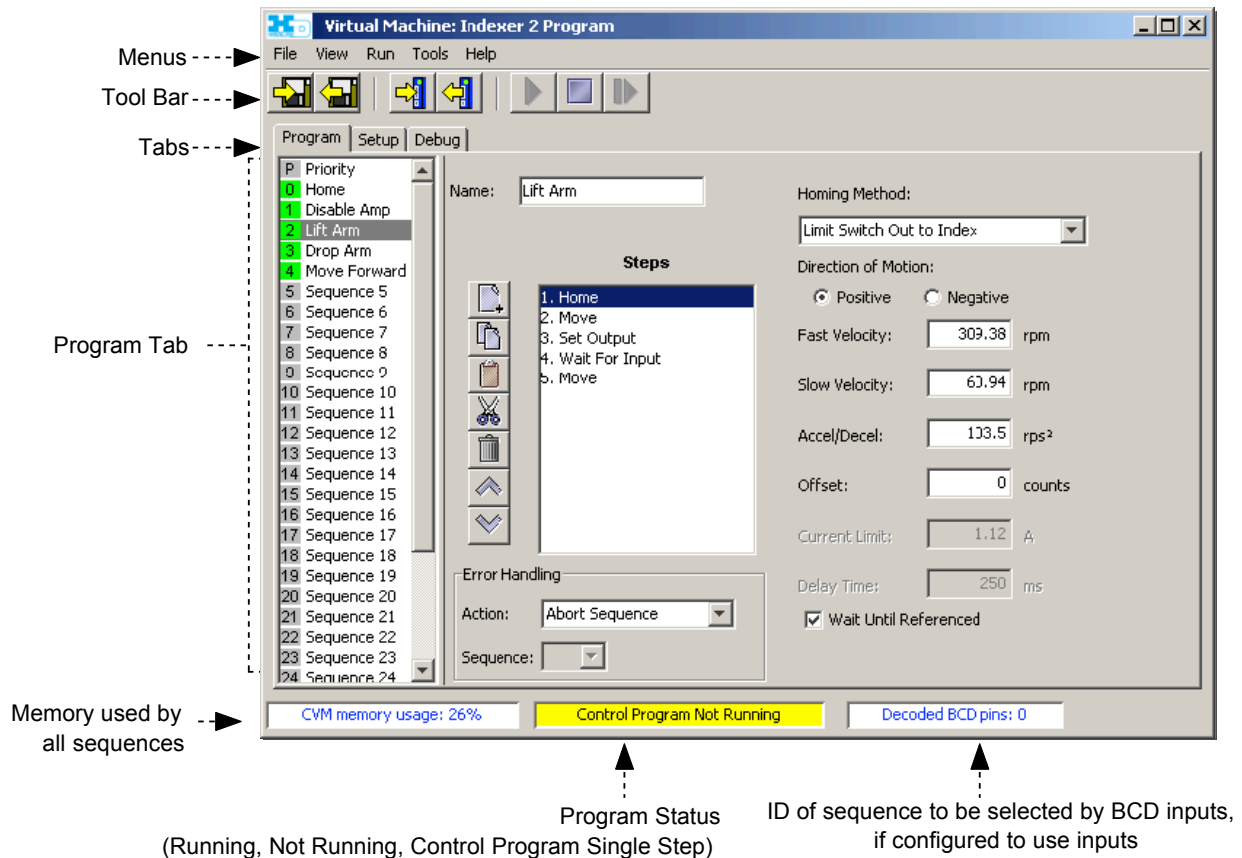 Virtual Machine: Indexer 2 Program
Menus
File View Run Tools Help
Tool Bar
Tabs
Program Setup Debug
Program Tab
P Priority
0 Home
1 Disable Amp
2 Lift Arm
3 Drop Arm
4 Move Forward
5 Sequence 5
6 Sequence 6
7 Sequence 7
8 Sequence 8
9 Sequence 9
10 Sequence 10
11 Sequence 11
12 Sequence 12
13 Sequence 13
14 Sequence 14
15 Sequence 15
16 Sequence 16
17 Sequence 17
18 Sequence 18
19 Sequence 19
20 Sequence 20
21 Sequence 21
22 Sequence 22
23 Sequence 23
24 Sequence 24
Name: Lift Arm
Steps
1. Home
2. Move
3. Set Output
4. Wait For Input
5. Move
Error Handling
Action: Abort Sequence
Sequence:
Homing Method:
Limit Switch Out to Index
Direction of Motion:
Positive Negative
Fast Velocity: 309.38 rpm
Slow Velocity: 60.94 rpm
Accel/Decel: 103.5 rps²
Offset: 0 counts
Current Limit: 1.12 A
Delay Time: 250 ms
Wait Until Referenced
Memory used by
all sequences
CVM memory usage: 26%
Control Program Not Running
Decoded BCD pins: 0
Program Status
(Running, Not Running, Control Program Single Step)
ID of sequence to be selected by BCD inputs,
if configured to use inputs